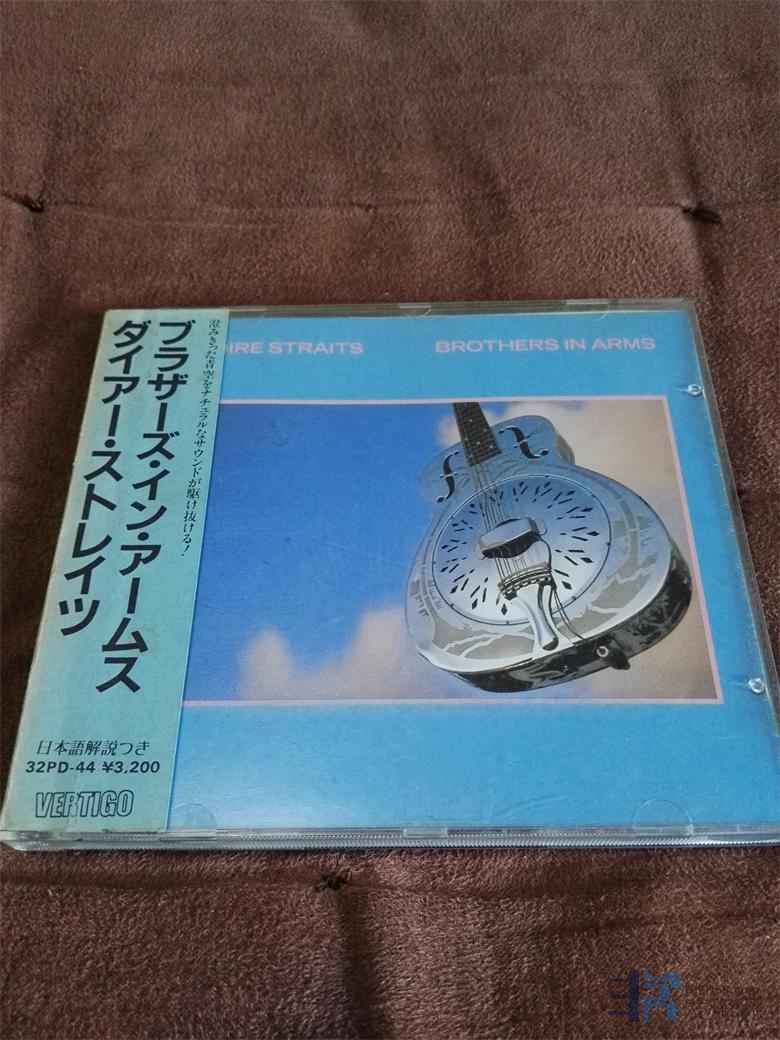 ブラザーズ・イン・アームス
ダイアー・ストレイツ
澄みきった青空をナチュラルなサウンドが駆け抜ける!
日本語解説つき
32PD-44 ¥3,200
VERTIGO
IRE STRAITS
BROTHERS IN ARMS